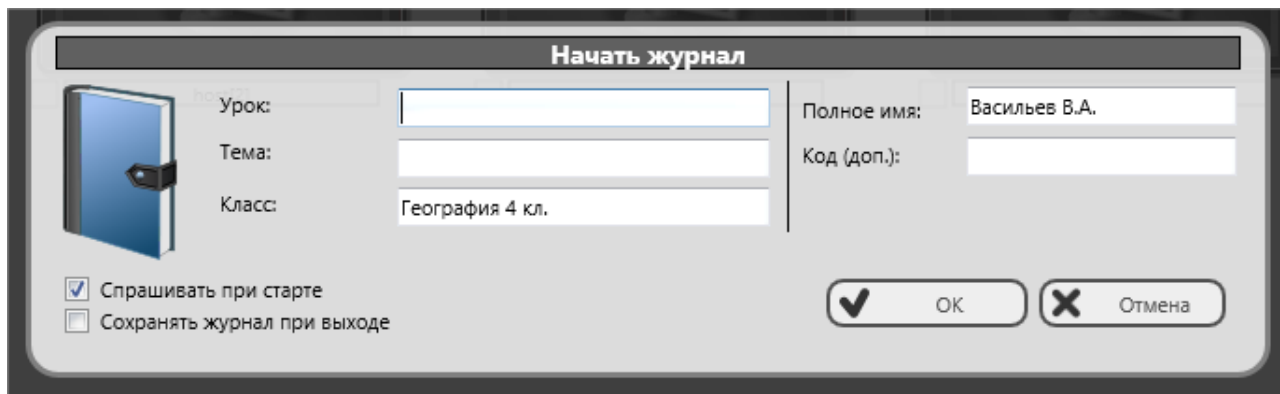 Начать журнал
Урок:
Тема:
Класс: География 4 кл.
Полное имя: Васильев В.А.
Код (доп.):
Спрашивать при старте
Сохранять журнал при выходе
OK
Отмена